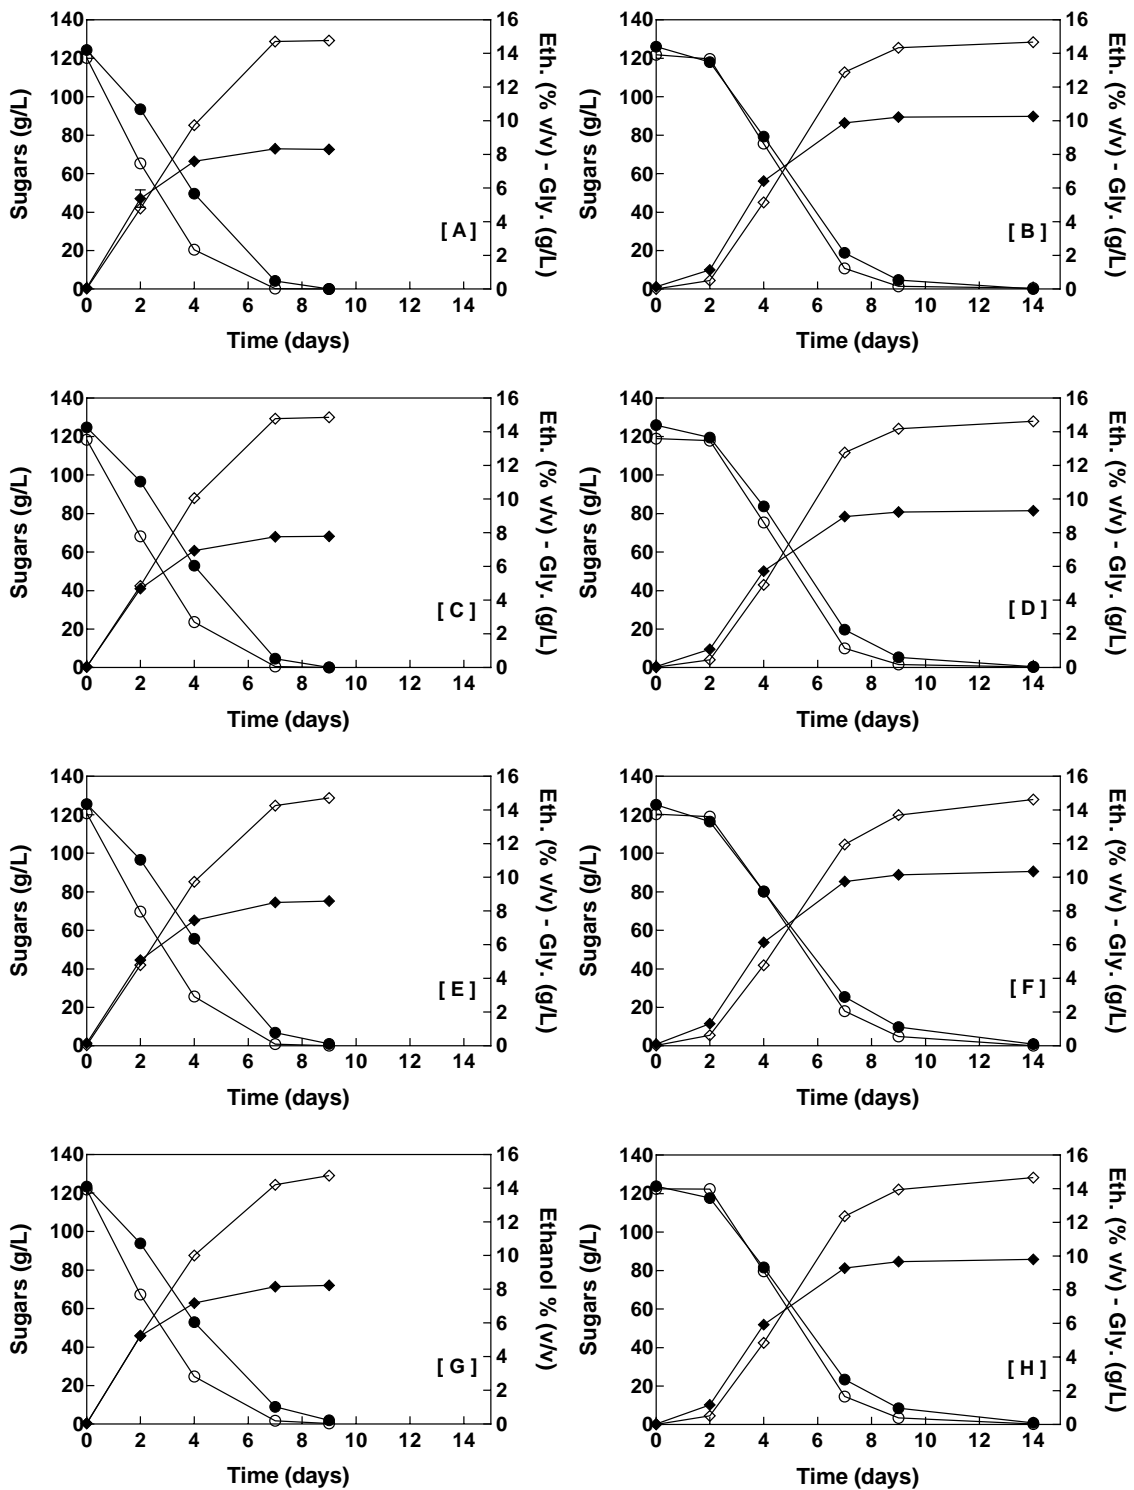 140 16 140 16
120 14 120 14
100 12 100 12
80 10 80 10
60 8 60 8
40 6 40 6
20 4 20 4
0 2 0 2
0 0
Sugars (g/L)
Eth. (% v/v) - Gly. (g/L)
[ A ]
0 2 4 6 8 10 12 14
Time (days)
Sugars (g/L)
Eth. (% v/v) - Gly. (g/L)
[ B ]
0 2 4 6 8 10 12 14
Time (days)
140 16 140 16
120 14 120 14
100 12 100 12
80 10 80 10
60 8 60 8
40 6 40 6
20 4 20 4
0 2 0 2
0 0
Sugars (g/L)
Eth. (% v/v) - Gly. (g/L)
[ C ]
0 2 4 6 8 10 12 14
Time (days)
Sugars (g/L)
Eth. (% v/v) - Gly. (g/L)
[ D ]
0 2 4 6 8 10 12 14
Time (days)
140 16 140 16
120 14 120 14
100 12 100 12
80 10 80 10
60 8 60 8
40 6 40 6
20 4 20 4
0 2 0 2
0 0
Sugars (g/L)
Eth. (% v/v) - Gly. (g/L)
[ E ]
0 2 4 6 8 10 12 14
Time (days)
Sugars (g/L)
Eth. (% v/v) - Gly. (g/L)
[ F ]
0 2 4 6 8 10 12 14
Time (days)
140 16 140 16
120 14 120 14
100 12 100 12
80 10 80 10
60 8 60 8
40 6 40 6
20 4 20 4
0 2 0 2
0 0
Sugars (g/L)
Ethanol % (v/v)
[ G ]
0 2 4 6 8 10 12 14
Time (days)
Sugars (g/L)
Eth. (% v/v) - Gly. (g/L)
[ H ]
0 2 4 6 8 10 12 14
Time (days)